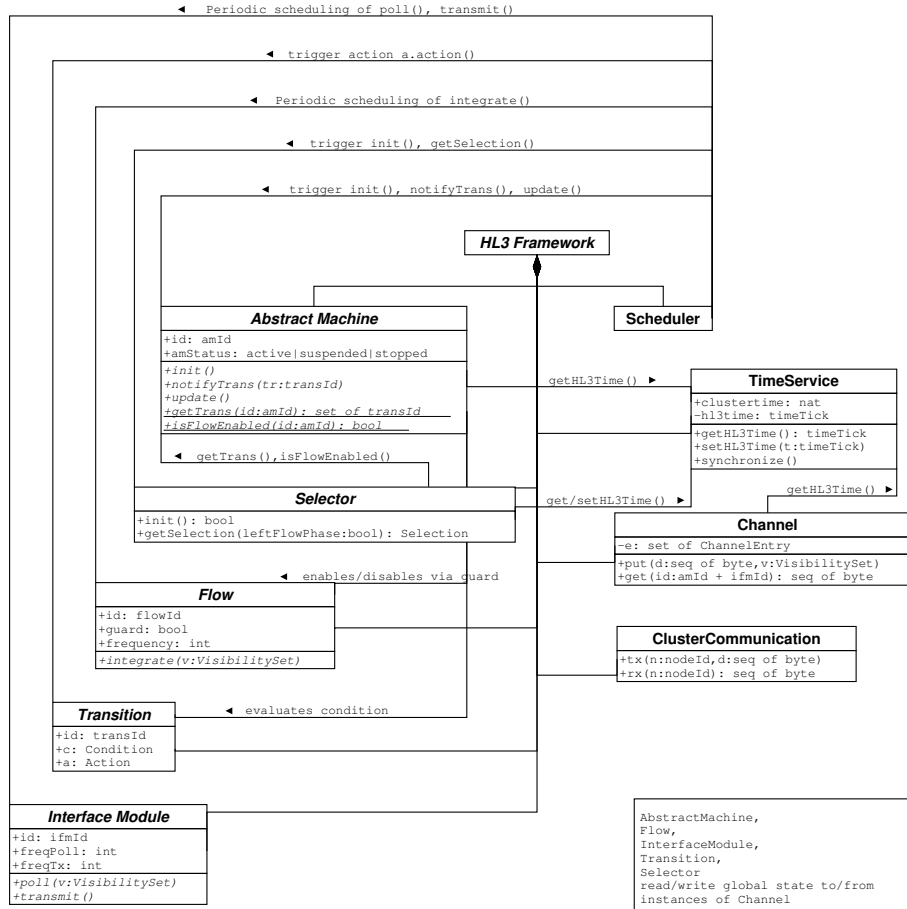 ◄ Periodic scheduling of poll(), transmit()
◄ trigger action a.action()
◄ Periodic scheduling of integrate()
◄ trigger init(), getSelection()
◄ trigger init(), notifyTrans(), update()
HL3 Framework
Abstract Machine
+id: amId
+amStatus: active|suspended|stopped
+init()
+notifyTrans(tr:transId)
+update()
+getTrans(id:amId): set of transId
+isFlowEnabled(id:amId): bool
Scheduler
getHL3Time() ►
TimeService
+clustertime: nat
-hl3time: timeTick
+getHL3Time(): timeTick
+setHL3Time(t:timeTick)
+synchronize()
◄ getTrans(),isFlowEnabled()
Selector
+init(): bool
+getSelection(leftFlowPhase:bool): Selection
get/setHL3Time() ►
getHL3Time() ►
Channel
-e: set of ChannelEntry
+put(d:seq of byte,v:VisibilitySet)
+get(id:amId + ifmId): seq of byte
◄ enables/disables via guard
Flow
+id: flowId
+guard: bool
+frequency: int
+integrate(v:VisibilitySet)
ClusterCommunication
+tx(n:nodeId,d:seq of byte)
+rx(n:nodeId): seq of byte
◄ evaluates condition
Transition
+id: transId
+c: Condition
+a: Action
Interface Module
+id: ifmId
+freqPoll: int
+freqTx: int
+poll(v:VisibilitySet)
+transmit()
AbstractMachine,
Flow,
InterfaceModule,
Transition,
Selector
read/write global state to/from
instances of Channel